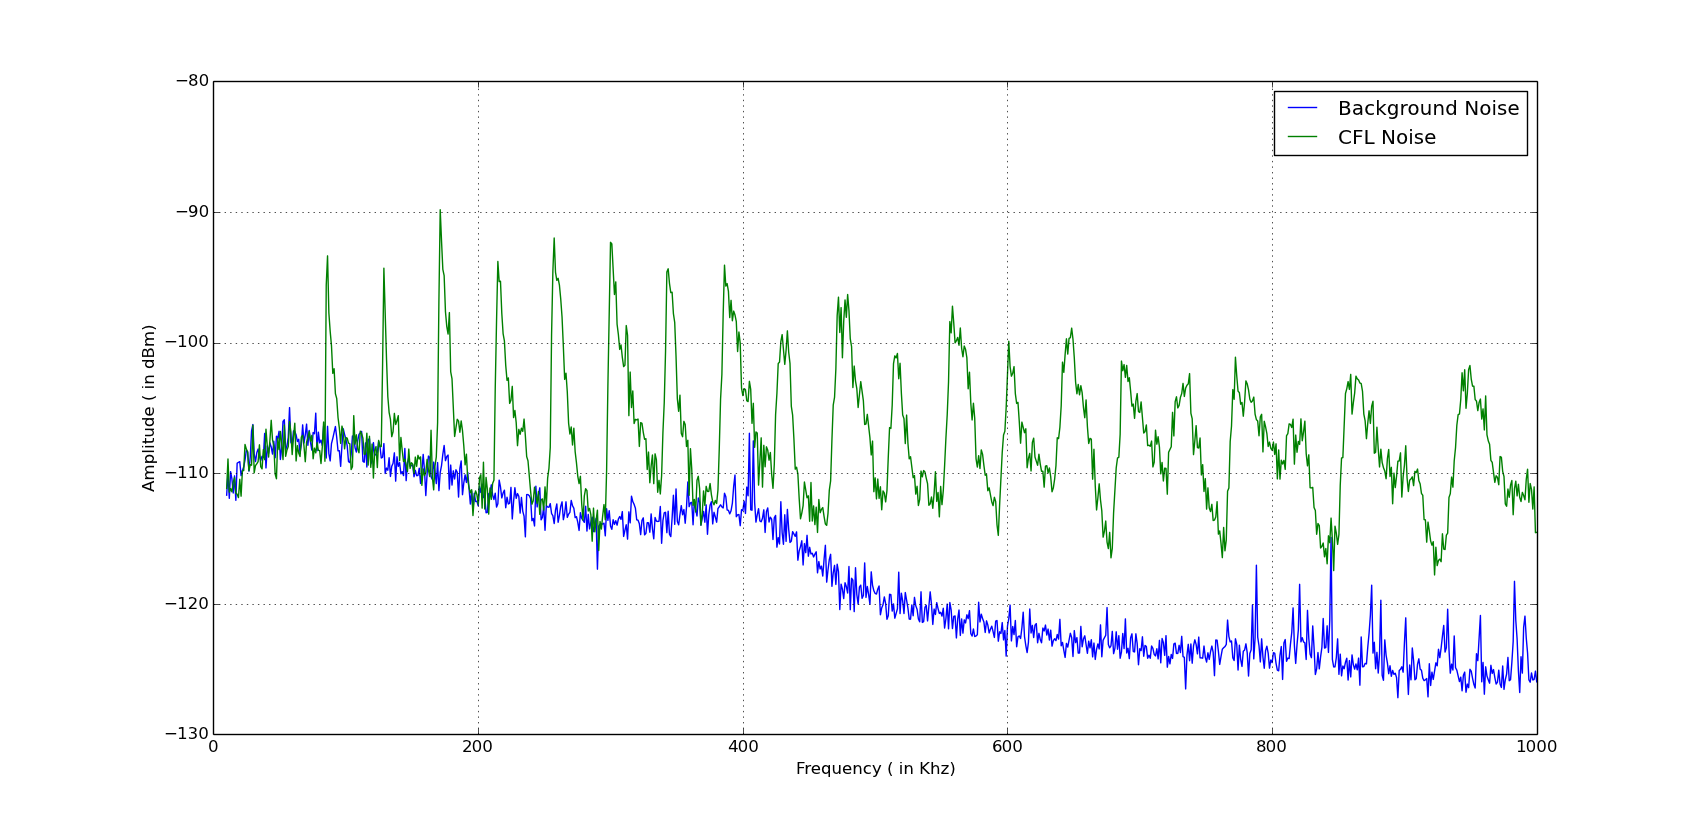 −80
−90
−100
−110
−120
−130
Amplitude ( in dBm)
Background Noise
CFL Noise
0 200 400 600 800 1000
Frequency ( in Khz)